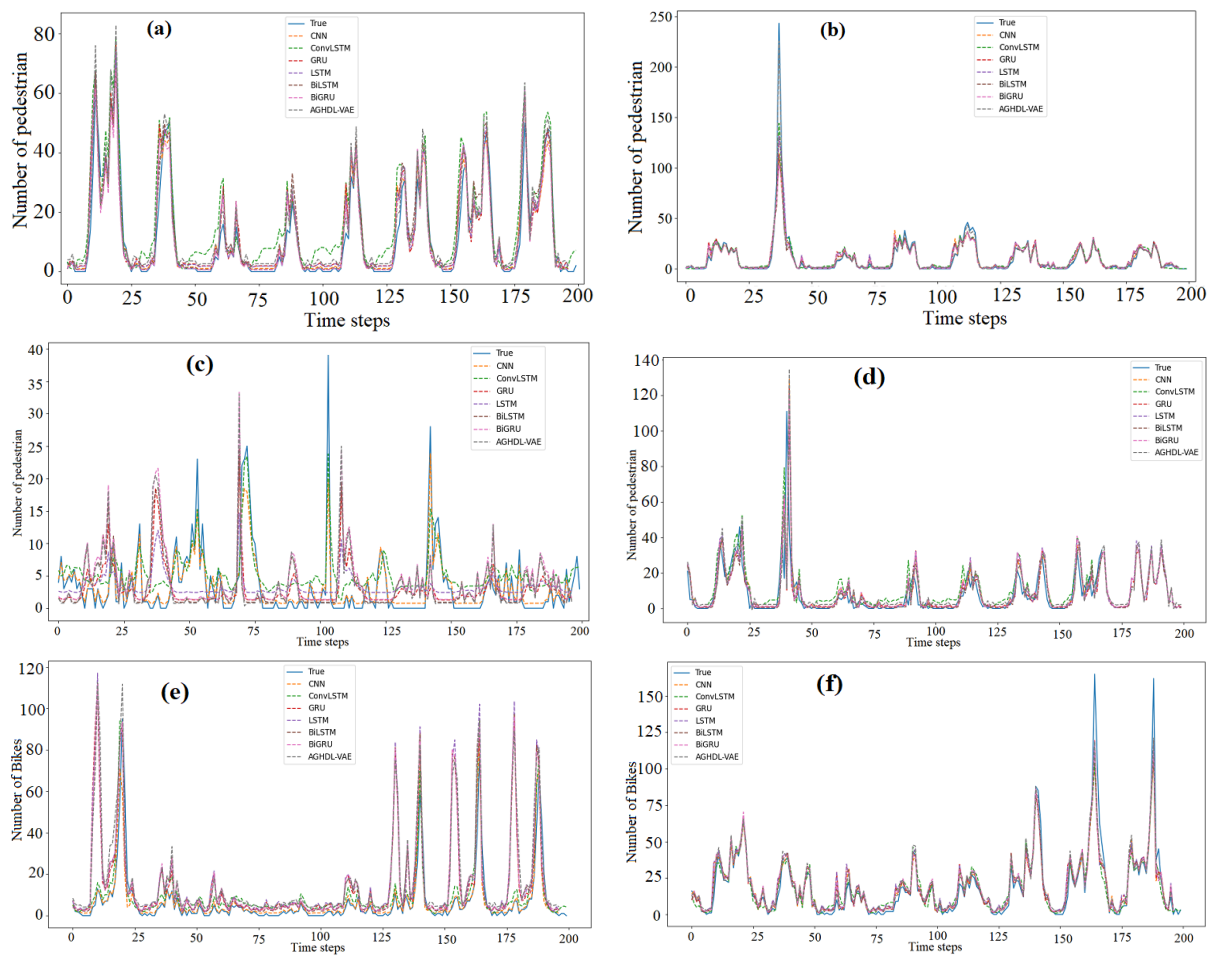 (a)
True
CNN
ConvLSTM
GRU
LSTM
BiLSTM
BiGRU
AGHDL-VAE
Number of pedestrian
80
60
40
20
0
0 25 50 75 100 125 150 175 200
Time steps
(b)
True
CNN
ConvLSTM
GRU
LSTM
BiLSTM
BiGRU
AGHDL-VAE
Number of pedestrian
250
200
150
100
50
0
0 25 50 75 100 125 150 175 200
Time steps
(c)
True
CNN
ConvLSTM
GRU
LSTM
BiLSTM
BiGRU
AGHDL-VAE
Number of pedestrian
40
35
30
25
20
15
10
5
0
0 25 50 75 100 125 150 175 200
Time steps
(d)
True
CNN
ConvLSTM
GRU
LSTM
BiLSTM
BiGRU
AGHDL-VAE
Number of pedestrian
140
120
100
80
60
40
20
0
0 25 50 75 100 125 150 175 200
Time steps
(e)
True
CNN
ConvLSTM
GRU
LSTM
BiLSTM
BiGRU
AGHDL-VAE
Number of Bikes
120
100
80
60
40
20
0
0 25 50 75 100 125 150 175 200
Time steps
(f)
True
CNN
ConvLSTM
GRU
LSTM
BiLSTM
BiGRU
AGHDL-VAE
Number of Bikes
150
125
100
75
50
25
0
0 25 50 75 100 125 150 175 200
Time steps